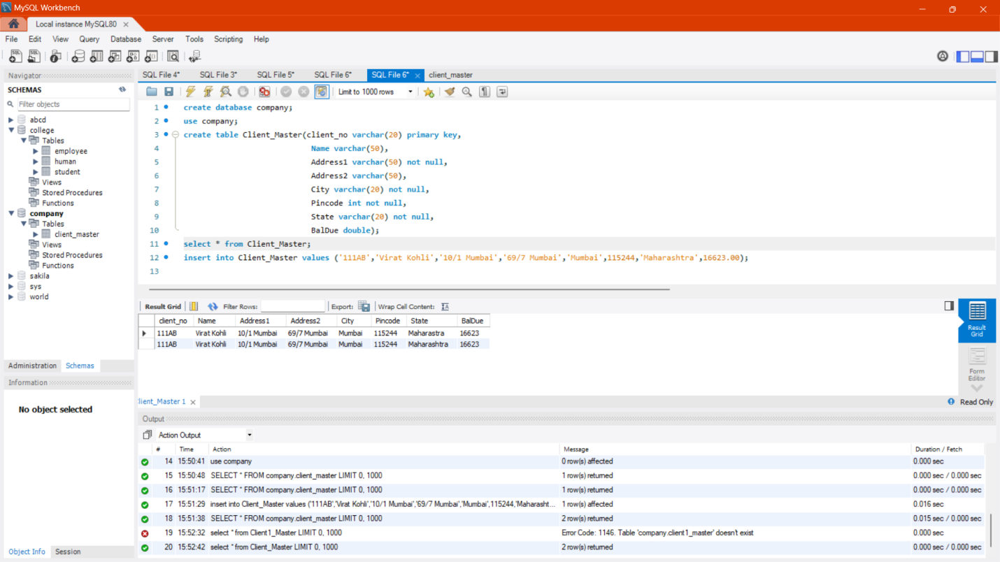 MySQL Workbench
Local instance MySQL80
File Edit View Query Database Server Tools Scripting Help
Navigator
SCHEMAS
Filter objects
abcd
college
Tables
employee
human
student
Views
Stored Procedures
Functions
company
Tables
client_master
Views
Stored Procedures
Functions
sakila
sys
world
Administration Schemas
Information
No object selected
Object Info Session
SQL File 4* SQL File 3* SQL File 5* SQL File 6* SQL File 6* client_master
Limit to 1000 rows
1 create database company;
2 use company;
3 create table Client_Master(client_no varchar(20) primary key,
4 Name varchar(50),
5 Address1 varchar(50) not null,
6 Address2 varchar(50),
7 City varchar(20) not null,
8 Pincode int not null,
9 State varchar(20) not null,
10 BalDue double);
11 select * from Client_Master;
12 insert into Client_Master values ('111AB','Virat Kohli','10/1 Mumbai','69/7 Mumbai','Mumbai',115244,'Maharashtra',16623.00);
13
Result Grid Filter Rows: Export: Wrap Cell Content:
client_no Name Address1 Address2 City Pincode State BalDue
111AB Virat Kohli 10/1 Mumbai 69/7 Mumbai Mumbai 115244 Maharastra 16623
111AB Virat Kohli 10/1 Mumbai 69/7 Mumbai Mumbai 115244 Maharashtra 16623
Result
Grid
Form
Editor
lient_Master 1
Read Only
Output
Action Output
# Time Action Message Duration / Fetch
14 15:50:41 use company 0 row(s) affected 0.000 sec
15 15:50:48 SELECT * FROM company.client_master LIMIT 0, 1000 1 row(s) returned 0.000 sec / 0.000 sec
16 15:51:17 SELECT * FROM company.client_master LIMIT 0, 1000 1 row(s) returned 0.000 sec / 0.000 sec
17 15:51:29 insert into Client_Master values ('111AB','Virat Kohli','10/1 Mumbai','69/7 Mumbai','Mumbai',115244,'Maharasht... 1 row(s) affected 0.016 sec
18 15:51:38 SELECT * FROM company.client_master LIMIT 0, 1000 2 row(s) returned 0.015 sec / 0.000 sec
19 15:52:32 select * from Client1_Master LIMIT 0, 1000 Error Code: 1146. Table 'company.client1_master' doesn't exist 0.000 sec
20 15:52:42 select * from Client_Master LIMIT 0, 1000 2 row(s) returned 0.000 sec / 0.000 sec